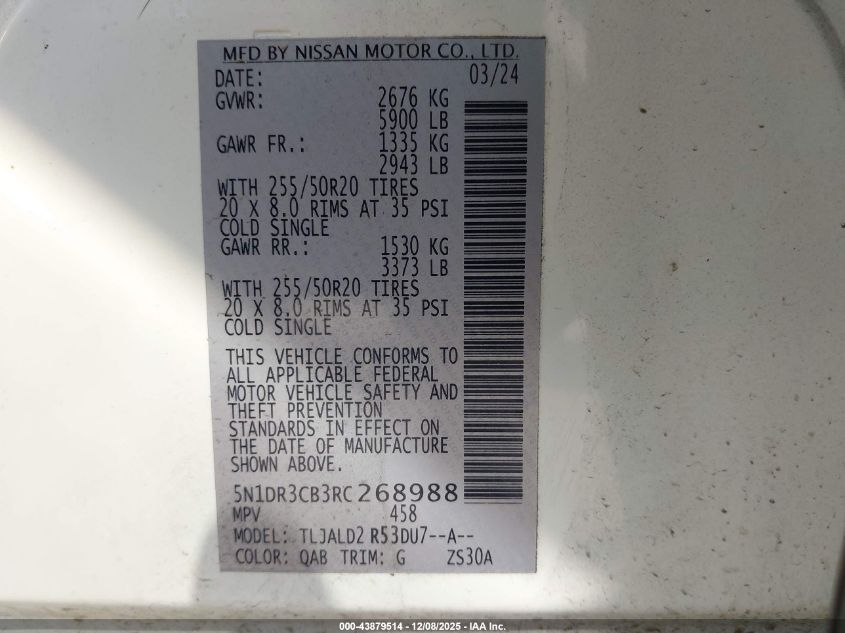 MFD BY NISSAN MOTOR CO., LTD.
DATE: 03/24
GVWR: 2676 KG
5900 LB
GAWR FR.: 1335 KG
2943 LB
WITH 255/50R20 TIRES
20 X 8.0 RIMS AT 35 PSI
COLD SINGLE
GAWR RR.: 1530 KG
3373 LB
WITH 255/50R20 TIRES
20 X 8.0 RIMS AT 35 PSI
COLD SINGLE
THIS VEHICLE CONFORMS TO
ALL APPLICABLE FEDERAL
MOTOR VEHICLE SAFETY AND
THEFT PREVENTION
STANDARDS IN EFFECT ON
THE DATE OF MANUFACTURE
SHOWN ABOVE.
5N1DR3CB3RC268988
MPV 458
MODEL: TLJALD2 R53DU7--A--
COLOR: QAB TRIM: G ZS30A
000-43879514 - 12/08/2025 - IAA Inc.